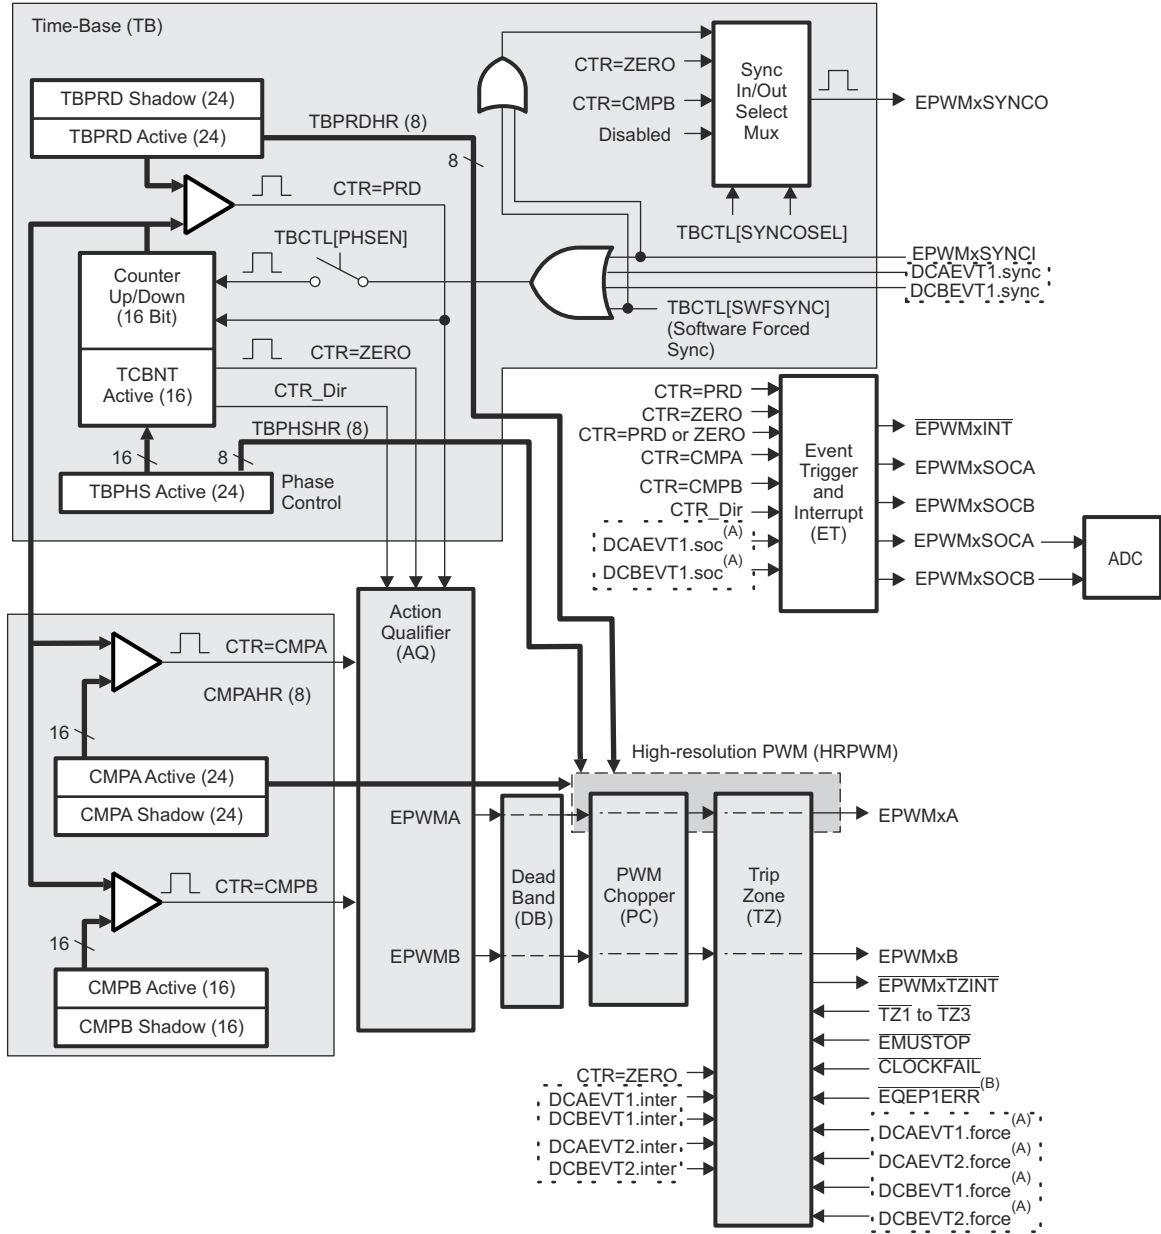 Time-Base (TB)
TBPRD Shadow (24)
TBPRD Active (24)
TBPRDHR (8)
8
CTR=PRD
TBCTL[PHSEN]
Counter
Up/Down
(16 Bit)
TCBNT
Active (16)
CTR=ZERO
CTR_Dir
TBPHSHR (8)
16
8
TBPHS Active (24)
Phase
Control
CTR=ZERO
CTR=CMPB
Disabled
Sync
In/Out
Select
Mux
EPWMxSYNCO
TBCTL[SYNCOSEL]
EPWMxSYNCI
DCAEVT1.sync
DCBEVT1.sync
TBCTL[SWFSYNC]
(Software Forced
Sync)
CTR=PRD
CTR=ZERO
CTR=PRD or ZERO
CTR=CMPA
CTR=CMPB
CTR_Dir
DCAEVT1.soc(A)
DCBEVT1.soc(A)
Event
Trigger
and
Interrupt
(ET)
EPWMxINT
EPWMxSOCA
EPWMxSOCB
EPWMxSOCA
EPWMxSOCB
ADC
Action
Qualifier
(AQ)
CTR=CMPA
CMPAHR (8)
16
CMPA Active (24)
CMPA Shadow (24)
CTR=CMPB
16
CMPB Active (16)
CMPB Shadow (16)
EPWMA
EPWMB
High-resolution PWM (HRPWM)
Dead
Band
(DB)
PWM
Chopper
(PC)
Trip
Zone
(TZ)
EPWMxA
EPWMxB
EPWMxTZINT
TZ1 to TZ3
EMUSTOP
CLOCKFAIL
EQEP1ERR(B)
DCAEVT1.force(A)
DCAEVT2.force(A)
DCBEVT1.force(A)
DCBEVT2.force(A)
CTR=ZERO
DCAEVT1.inter
DCBEVT1.inter
DCAEVT2.inter
DCBEVT2.inter